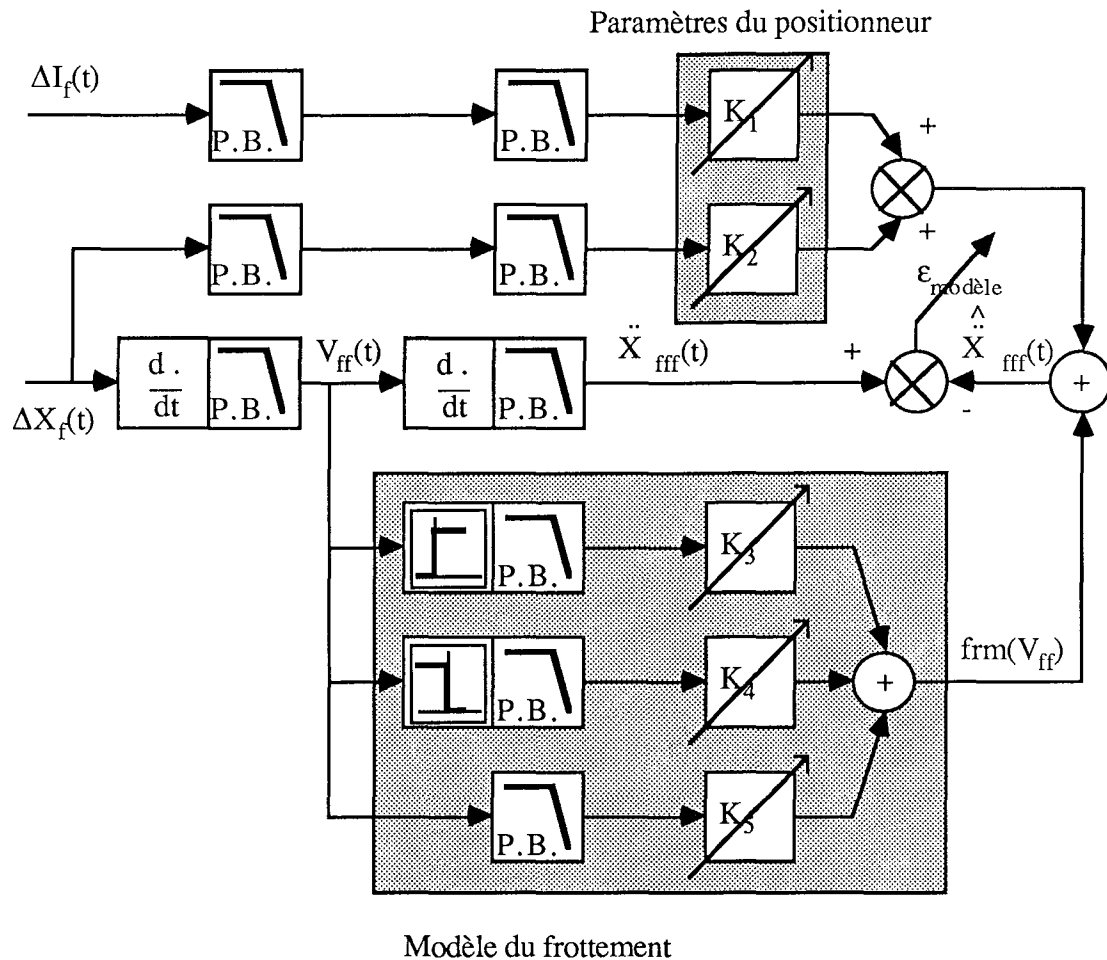 Paramètres du positionneur
ΔI_f(t)
P.B.
P.B.
K_1
+
P.B.
P.B.
K_2
+
ε_modèle
ΔX_f(t)
d .
dt
P.B.
V_ff(t)
d .
dt
P.B.
Ẍ_fff(t)
+
-
Ẍ̂_fff(t)
+
P.B.
K_3
P.B.
K_4
+
frm(V_ff)
P.B.
K_5
Modèle du frottement